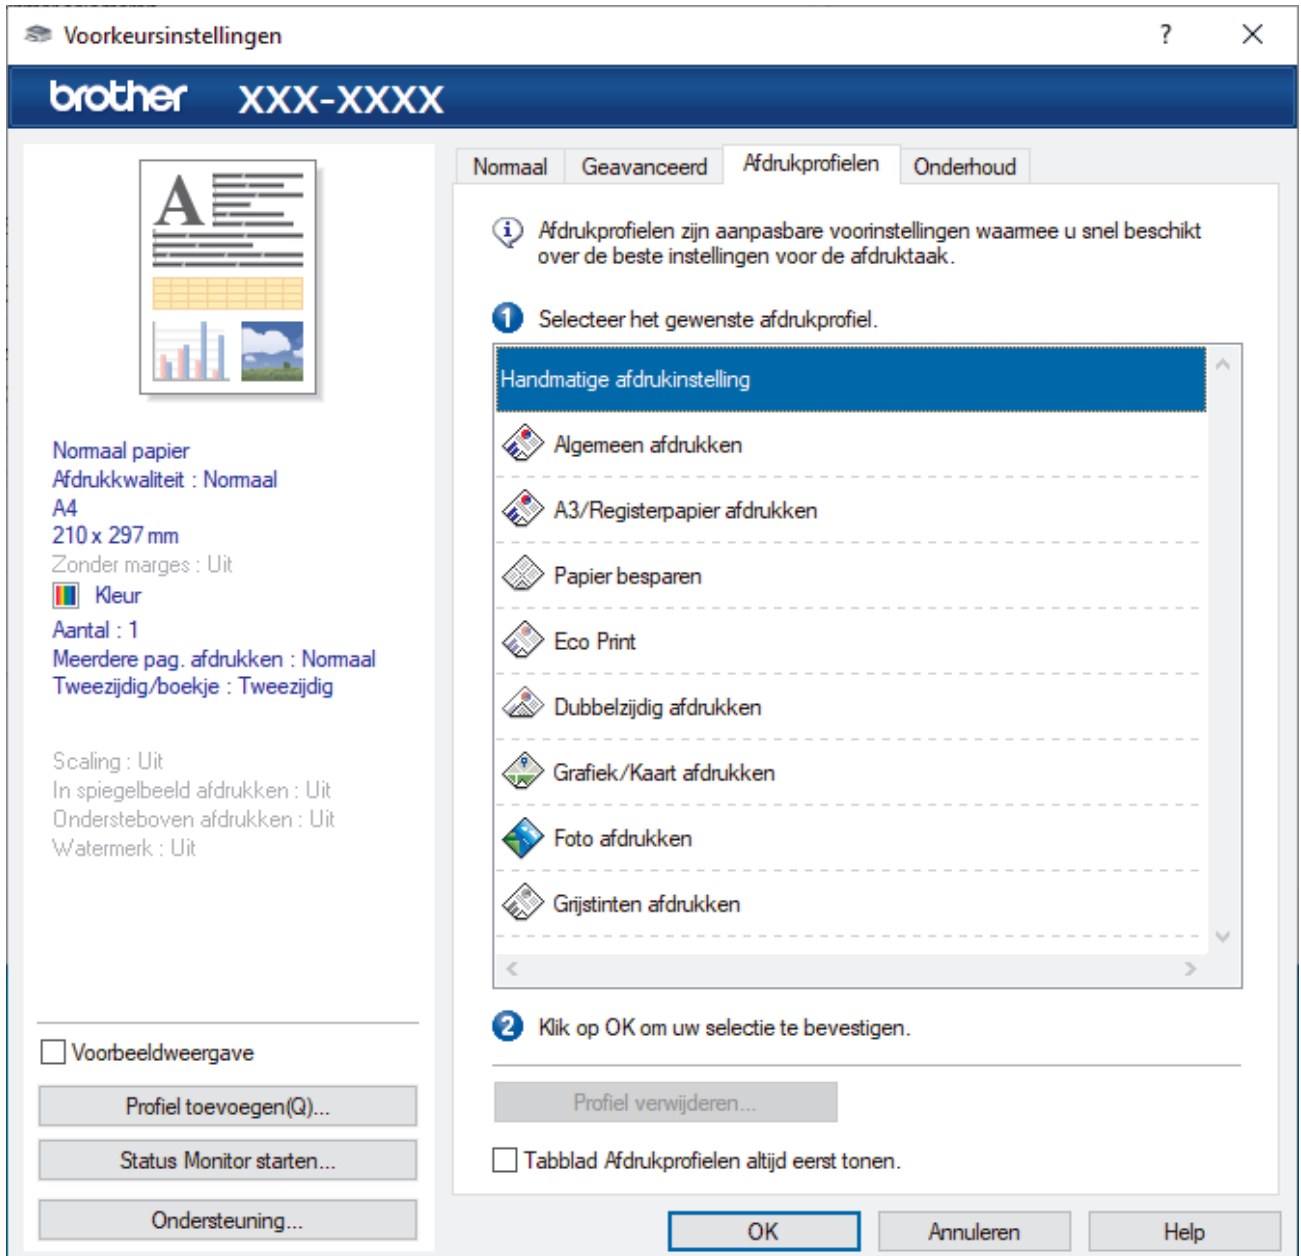 Voorkeursinstellingen
?
brother XXX-XXXX
A
Normaal papier
Afdrukkwaliteit : Normaal
A4
210 x 297 mm
Zonder marges : Uit
Kleur
Aantal : 1
Meerdere pag. afdrukken : Normaal
Tweezijdig/boekje : Tweezijdig
Scaling : Uit
In spiegelbeeld afdrukken : Uit
Ondersteboven afdrukken : Uit
Watermerk : Uit
Voorbeeldweergave
Profiel toevoegen(Q)...
Status Monitor starten...
Ondersteuning...
Normaal Geavanceerd Afdrukprofielen Onderhoud
Afdrukprofielen zijn aanpasbare voorinstellingen waarmee u snel beschikt
over de beste instellingen voor de afdruktaak.
1 Selecteer het gewenste afdrukprofiel.
Handmatige afdrukinstelling
Algemeen afdrukken
A3/Registerpapier afdrukken
Papier besparen
Eco Print
Dubbelzijdig afdrukken
Grafiek/Kaart afdrukken
Foto afdrukken
Grijstinten afdrukken
2 Klik op OK om uw selectie te bevestigen.
Profiel verwijderen...
Tabblad Afdrukprofielen altijd eerst tonen.
OK Annuleren Help